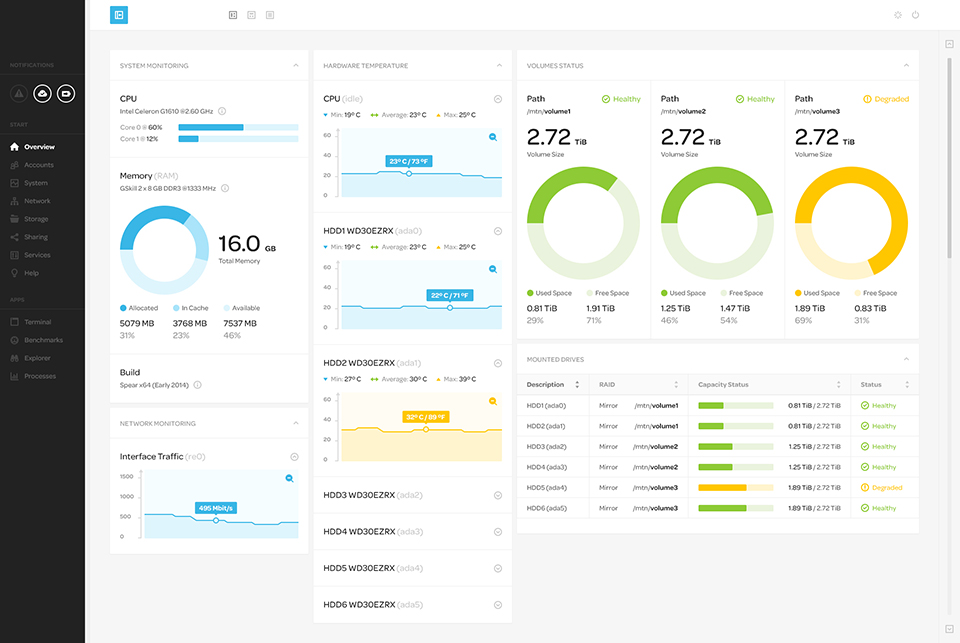 NOTIFICATIONS
START
Overview
Accounts
System
Network
Storage
Sharing
Services
Help
APPS
Terminal
Benchmarks
Explorer
Processes
SYSTEM MONITORING
CPU
Intel Celeron G1610 @2.60 GHz
Core 0 @ 60%
Core 1 @ 12%
Memory (RAM)
GSkill 2 x 8 GB DDR3 @1333 MHz
16.0 GB
Total Memory
Allocated In Cache Available
5079 MB 3768 MB 7537 MB
31% 23% 46%
Build
Spear x64 (Early 2014)
NETWORK MONITORING
Interface Traffic (re0)
1500
1000
500
0
495 Mbit/s
HARDWARE TEMPERATURE
CPU (idle)
Min: 19º C Average: 23º C Max: 25º C
60
40
20
0
23º C / 73 ºF
HDD1 WD30EZRX (ada0)
Min: 19º C Average: 23º C Max: 25º C
60
40
20
0
22º C / 71 ºF
HDD2 WD30EZRX (ada1)
Min: 27º C Average: 30º C Max: 39º C
60
40
20
0
32º C / 89 ºF
HDD3 WD30EZRX (ada2)
HDD4 WD30EZRX (ada3)
HDD5 WD30EZRX (ada4)
HDD6 WD30EZRX (ada5)
VOLUMES STATUS
Path Healthy
/mtn/volume1
2.72 TiB
Volume Size
Used Space Free Space
0.81 TiB 1.91 TiB
29% 71%
Path Healthy
/mtn/volume2
2.72 TiB
Volume Size
Used Space Free Space
1.25 TiB 1.47 TiB
46% 54%
Path Degraded
/mtn/volume3
2.72 TiB
Volume Size
Used Space Free Space
1.89 TiB 0.83 TiB
69% 31%
MOUNTED DRIVES
Description RAID Capacity Status Status
HDD1 (ada0) Mirror /mtn/volume1 0.81 TiB / 2.72 TiB Healthy
HDD2 (ada1) Mirror /mtn/volume1 0.81 TiB / 2.72 TiB Healthy
HDD3 (ada2) Mirror /mtn/volume2 1.25 TiB / 2.72 TiB Healthy
HDD4 (ada3) Mirror /mtn/volume2 1.25 TiB / 2.72 TiB Healthy
HDD5 (ada4) Mirror /mtn/volume3 1.89 TiB / 2.72 TiB Degraded
HDD6 (ada5) Mirror /mtn/volume3 1.89 TiB / 2.72 TiB Healthy